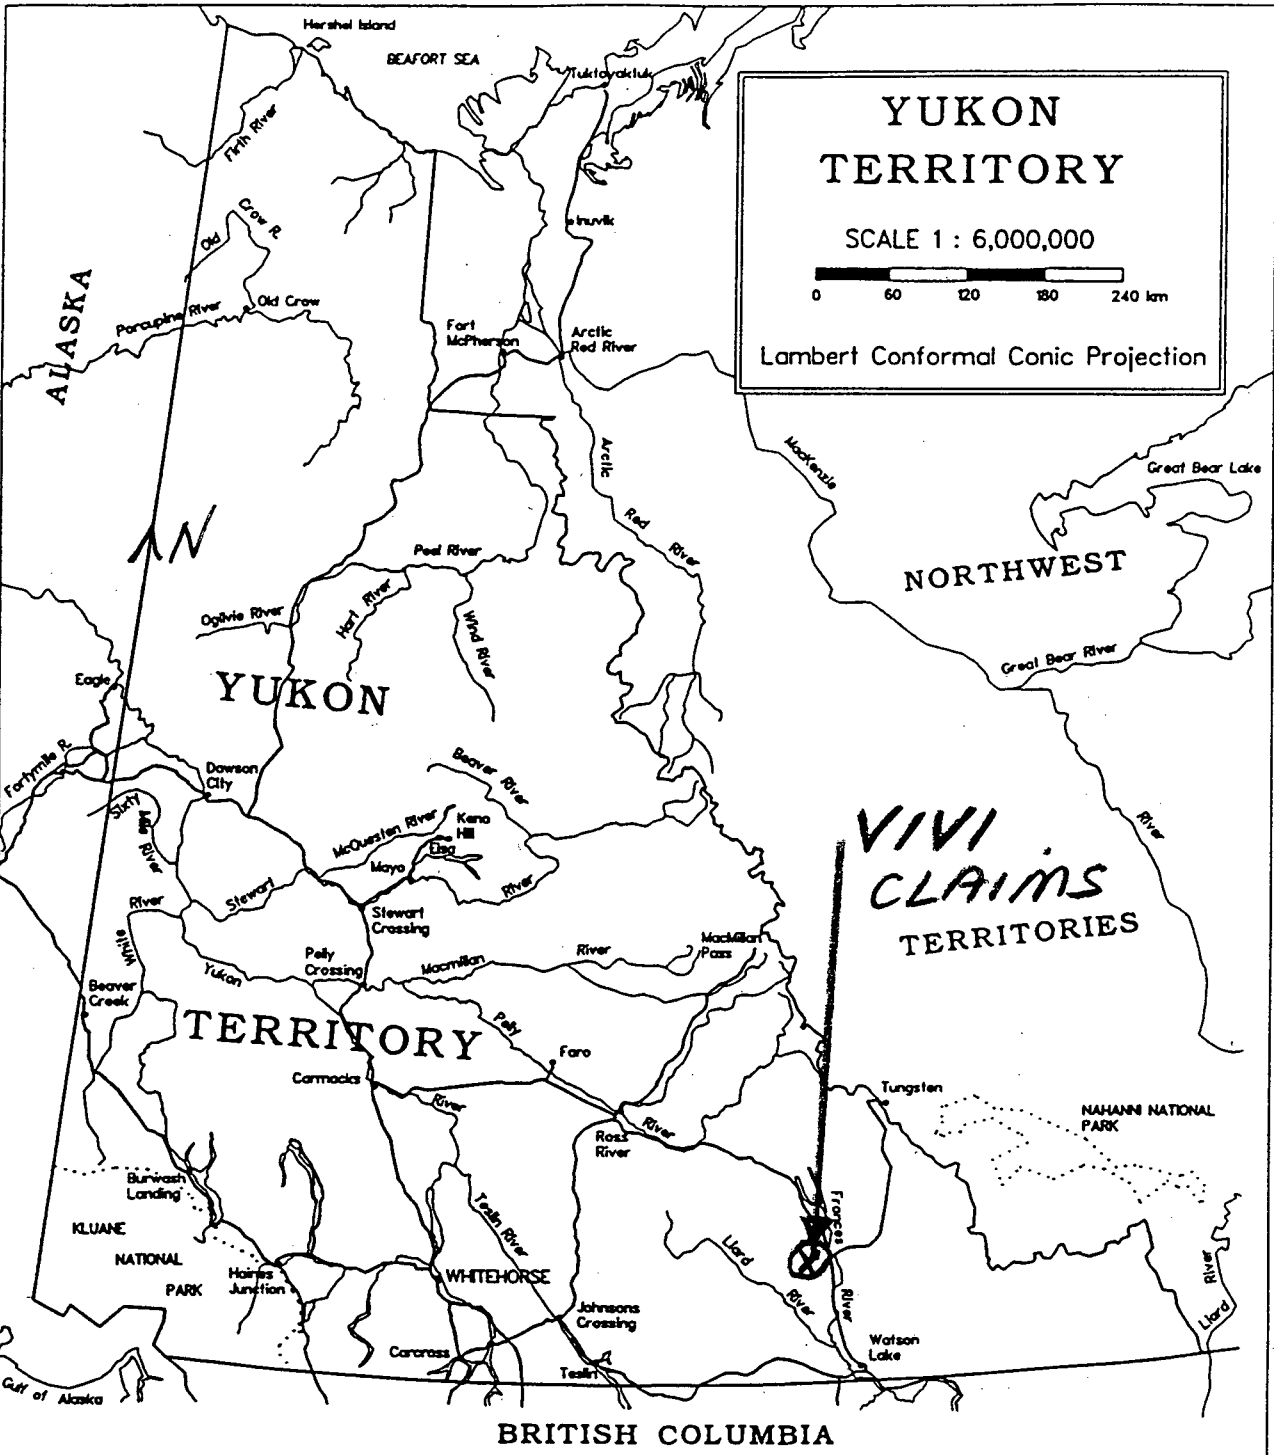 Hershel Island
BEAFORT SEA
Tuktoyaktuk
YUKON
TERRITORY
SCALE 1 : 6,000,000
0 60 120 180 240 km
Lambert Conformal Conic Projection
Firth River
Old Crow R.
Inuvik
ALASKA
Porcupine River
Old Crow
Fort
McPherson
Arctic
Red River
Arctic Red River
MacKenzie
Great Bear Lake
N
Peel River
NORTHWEST
Ogilvie River
Hart River
Wind River
Great Bear River
Eagle
YUKON
Fortymile R.
Dawson
City
Beaver River
Sixty Mile River
McQuesten River
Keno
Hill
Elsa
Mayo
River
VIVI
CLAIMS
TERRITORIES
River
White
Stewart
River
Stewart
Crossing
Pelly
Crossing
Yukon
Macmillan
River
MacMillan
Pass
Beaver
Creek
TERRITORY
Pelly
Faro
Carmacks
River
Tungsten
NAHANNI NATIONAL
PARK
Ross
River
River
Burwash
Landing
KLUANE
NATIONAL
PARK
Haines
Junction
WHITEHORSE
Teslin River
Liard
River
Frances
River
Liard
River
Johnsons
Crossing
Carcross
Teslin
Watson
Lake
Gulf of Alaska
BRITISH COLUMBIA